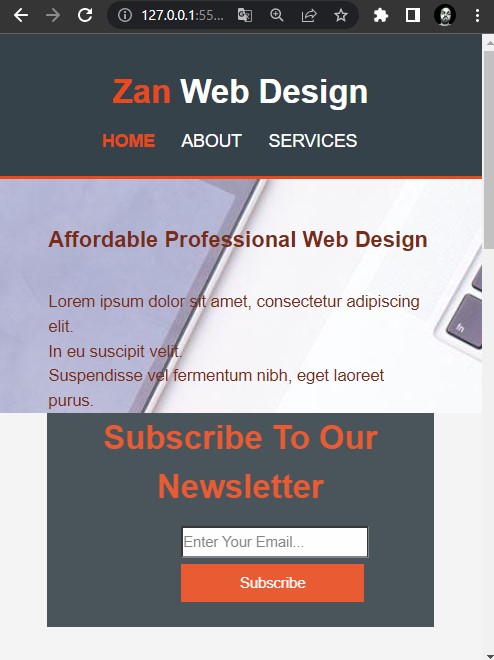 127.0.0.1:55...
Zan Web Design
HOME ABOUT SERVICES
Affordable Professional Web Design
Lorem ipsum dolor sit amet, consectetur adipiscing
elit.
In eu suscipit velit.
Suspendisse vel fermentum nibh, eget laoreet
purus.
fn
Subscribe To Our
Newsletter
Enter Your Email...
Subscribe